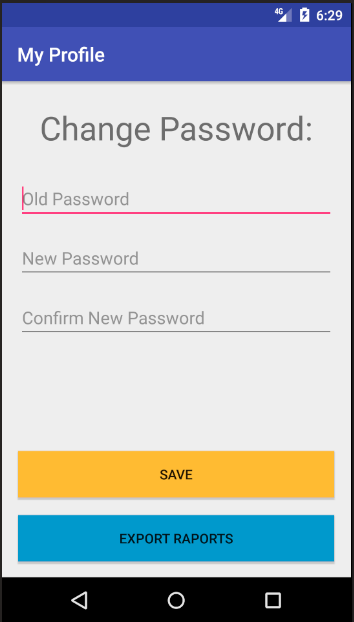 4G 6:29
My Profile
Change Password:
Old Password
New Password
Confirm New Password
SAVE
EXPORT RAPORTS